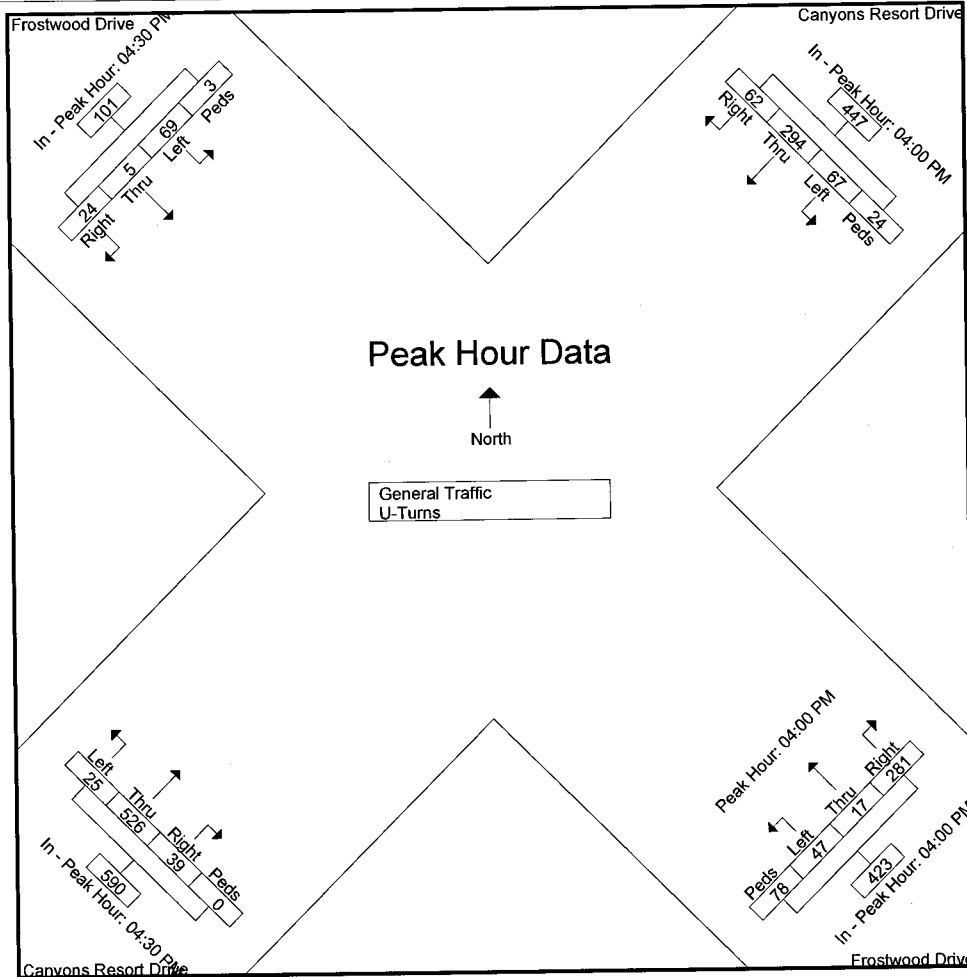 Frostwood Drive
Canyons Resort Drive
In - Peak Hour: 04:30 PM
101
3
69
5
24
Peds
Left
Thru
Right
In - Peak Hour: 04:00 PM
447
62
294
67
24
Right
Thru
Left
Peds
Peak Hour Data
North
General Traffic
U-Turns
Left
Thru
Right
Peds
25
526
39
0
590
In - Peak Hour: 04:30 PM
Canyons Resort Drive
Peak Hour: 04:00 PM
Right
Thru
Left
Peds
281
17
47
78
423
In - Peak Hour: 04:00 PM
Frostwood Drive